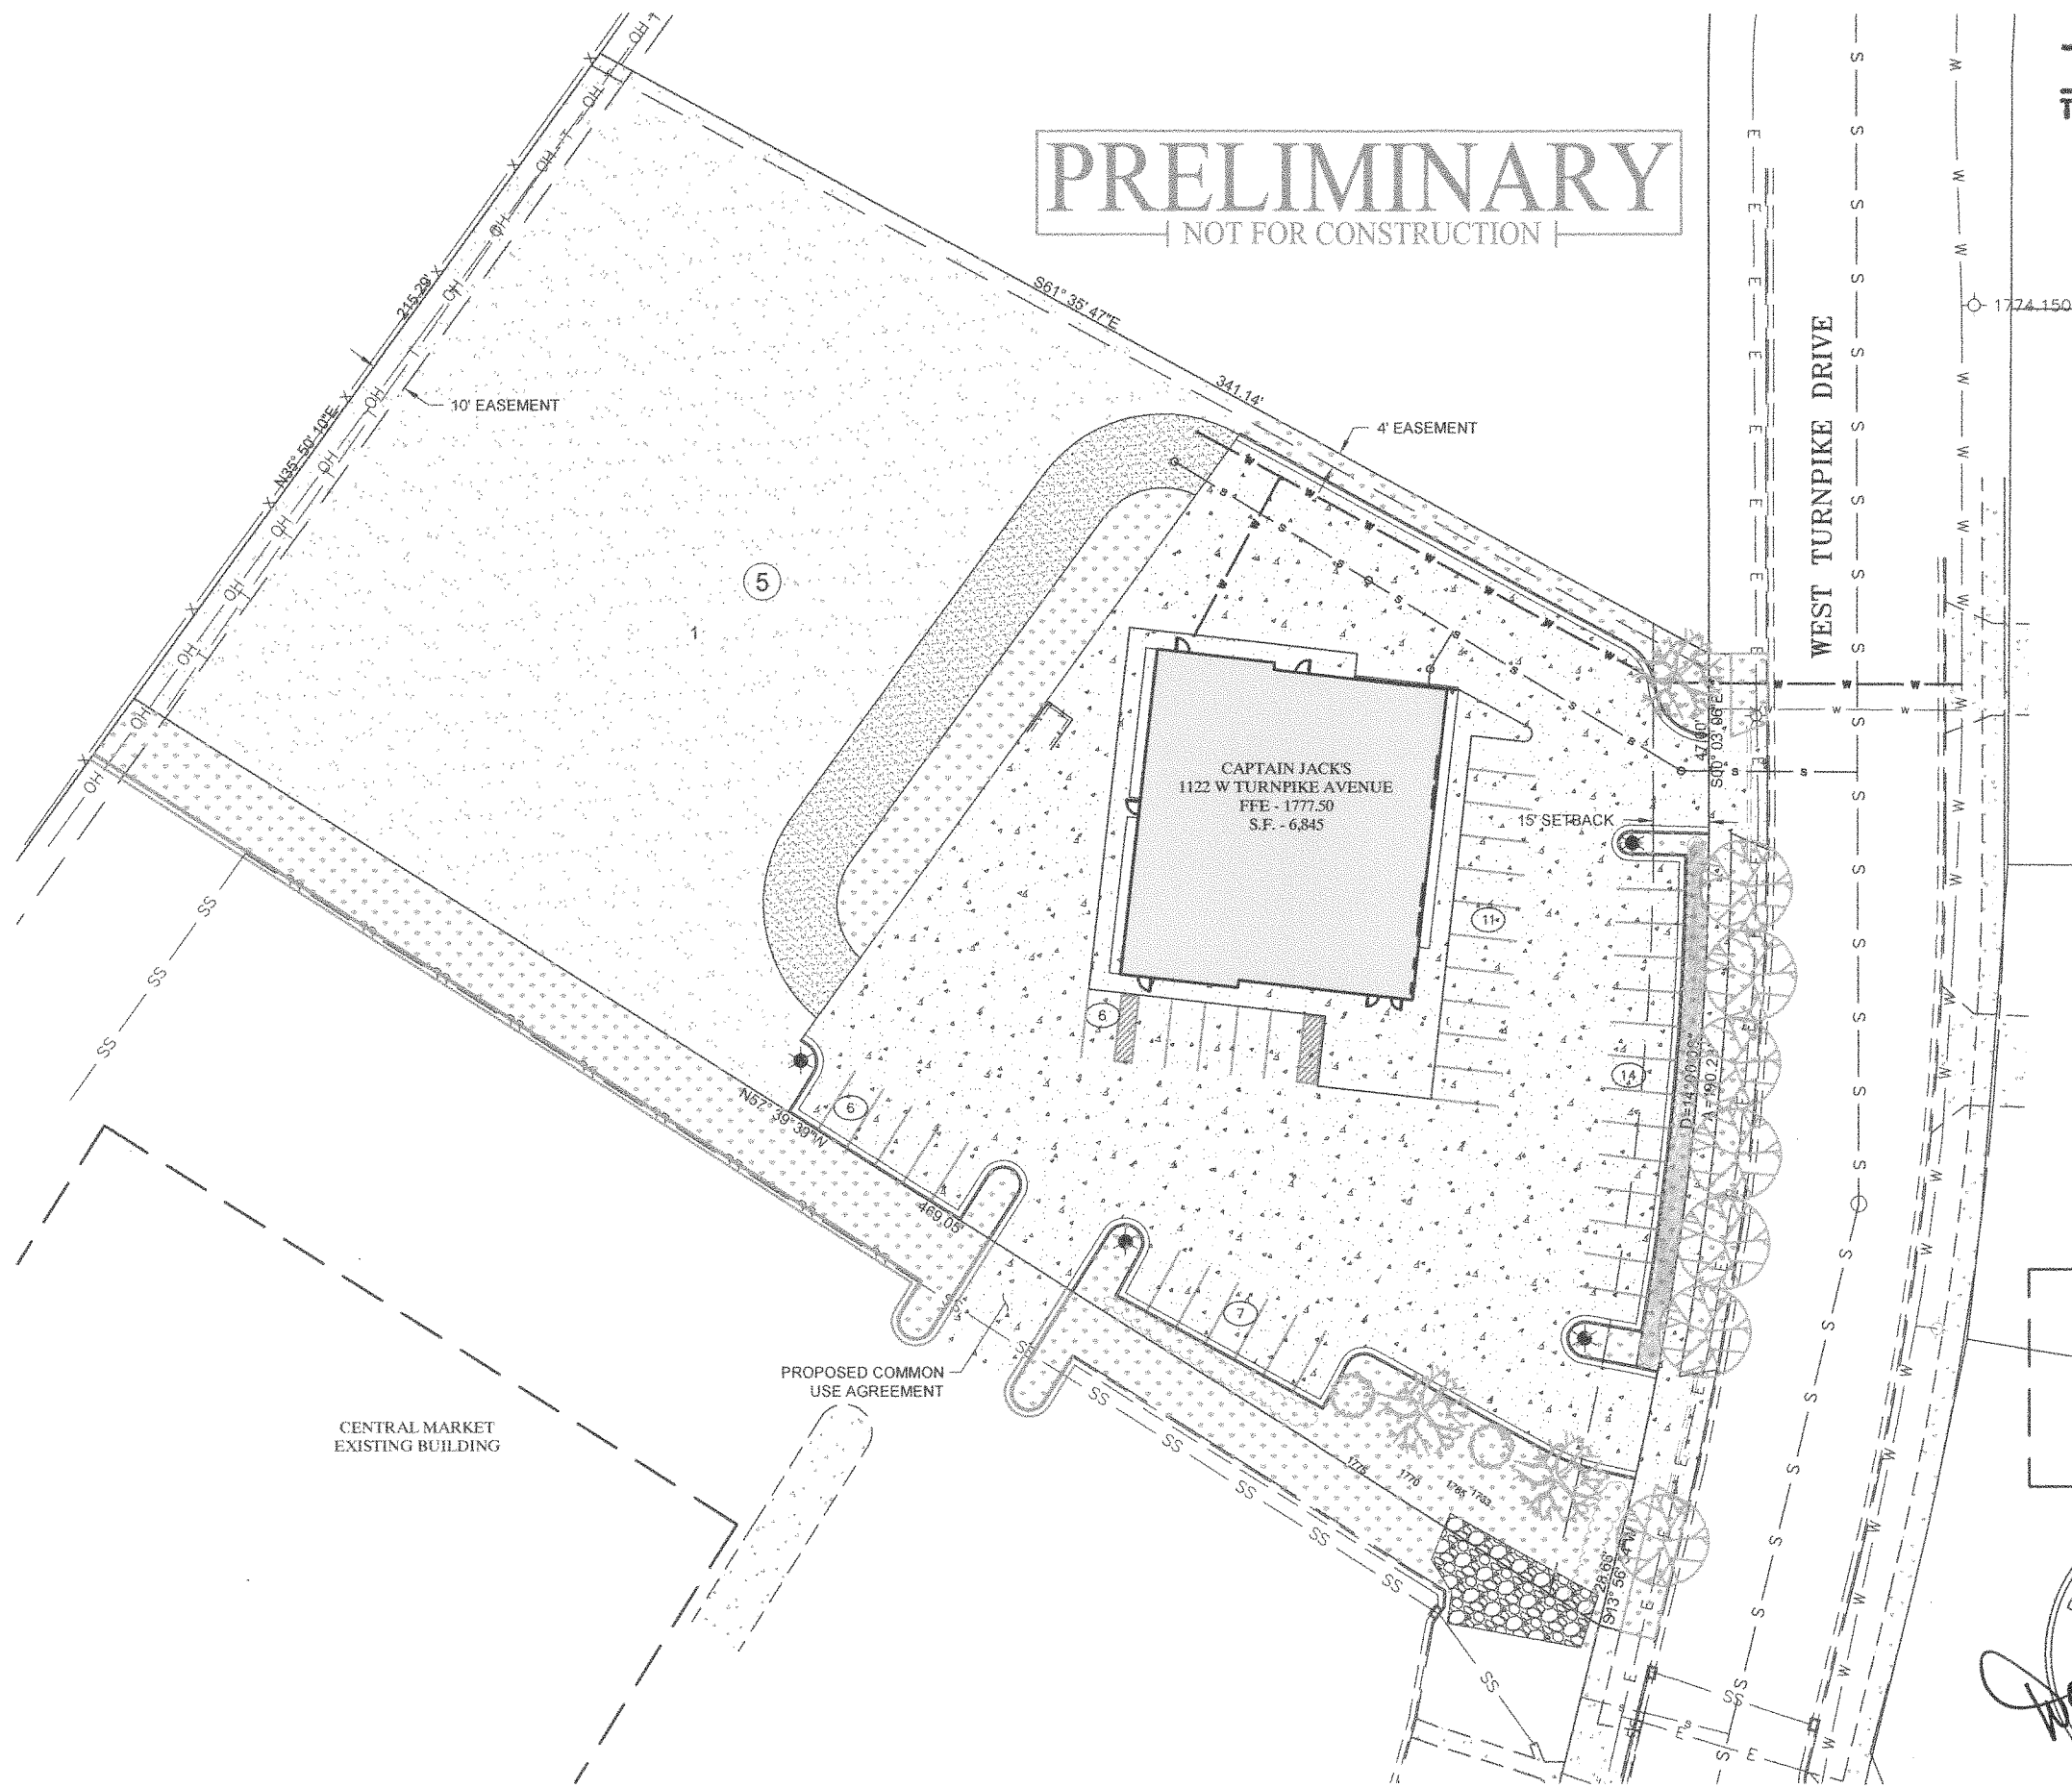 PRELIMINARY
NOT FOR CONSTRUCTION
WEST TURNPIKE DRIVE
1774.150
S61° 35' 47"E
341.14'
215.29'
N35° 50' 10"E
10' EASEMENT
4' EASEMENT
5
1
CAPTAIN JACK'S
1122 W TURNPIKE AVENUE
FFE - 1777.50
S.F. - 6,845
47.00'
S00° 03' 06"E
15' SETBACK
11
6
14
6
7
N57° 39' 39"W
469.05'
PROPOSED COMMON
USE AGREEMENT
CENTRAL MARKET
EXISTING BUILDING
1770
28.68'